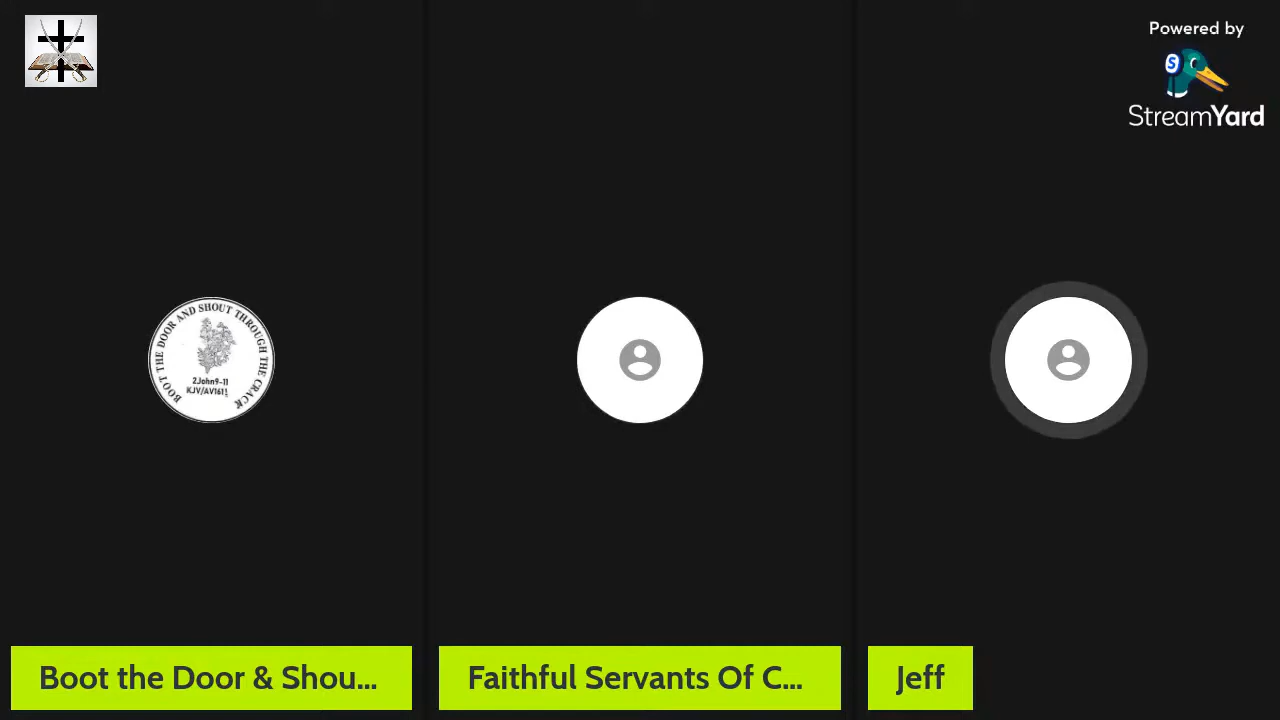 Powered by
S
StreamYard
BOOT THE DOOR AND SHOUT THROUGH THE CRACK
2John9-11
KJV/AV1611
Boot the Door & Shou...
Faithful Servants Of C...
Jeff